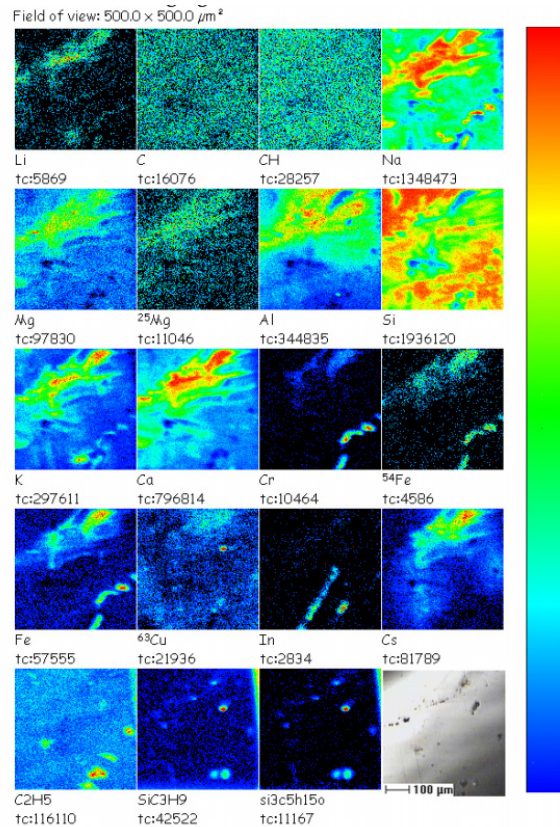 Field of view: 500.0 × 500.0 μm²
Li C CH Na
tc:5869 tc:16076 tc:28257 tc:1348473
Mg ²⁵Mg Al Si
tc:97830 tc:11046 tc:344835 tc:1936120
K Ca Cr ⁵⁴Fe
tc:297611 tc:796814 tc:10464 tc:4586
Fe ⁶³Cu In Cs
tc:57555 tc:21936 tc:2834 tc:81789
100 μm
C2H5 SiC3H9 si3c5h15o
tc:116110 tc:42522 tc:11167